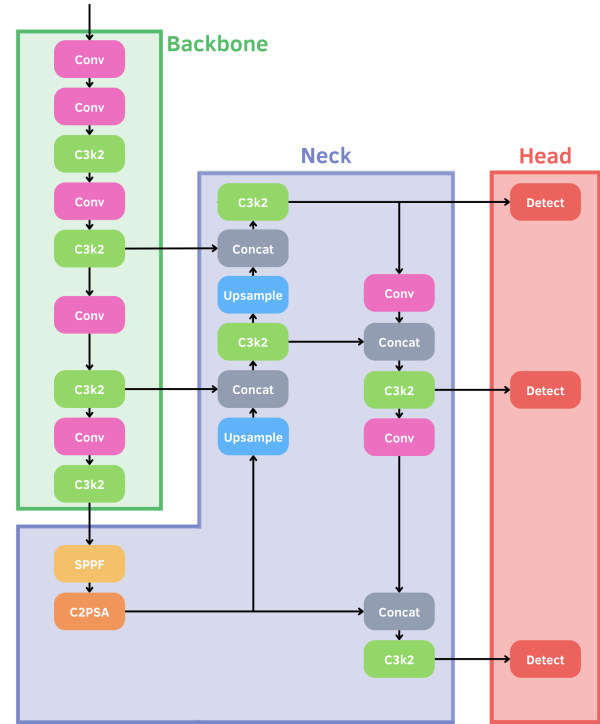 Backbone
Conv
Conv
C3k2
Conv
C3k2
Conv
C3k2
Conv
C3k2
Neck
SPPF
C2PSA
C3k2
Concat
Upsample
C3k2
Concat
Upsample
Conv
Concat
C3k2
Conv
Concat
C3k2
Head
Detect
Detect
Detect